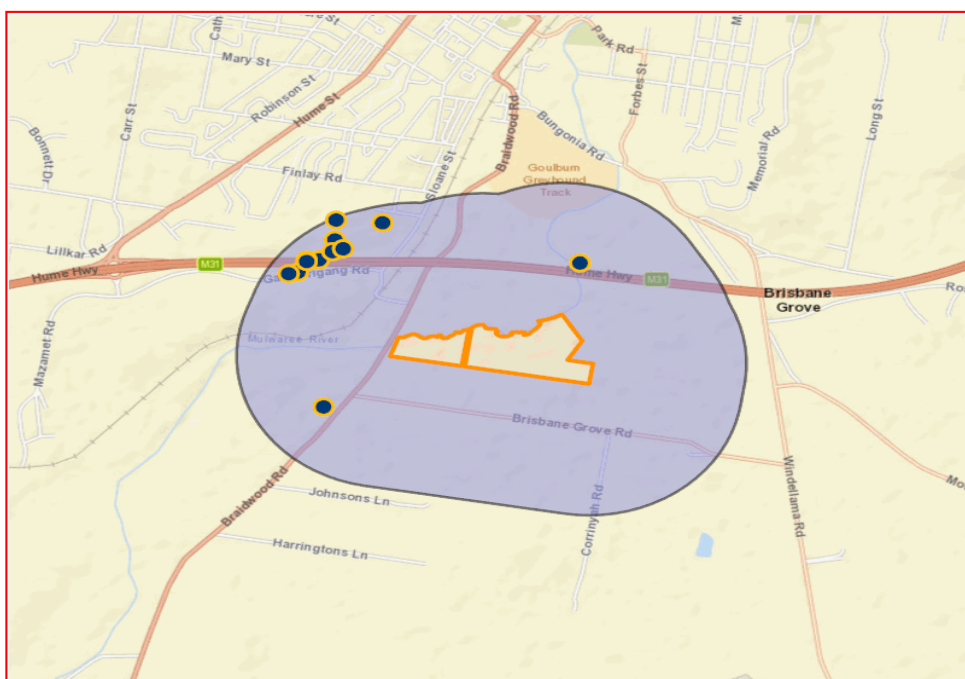 Cath
Mary St
Robinson St
Hume St
Carr St
Bonnett Dr
Finlay Rd
Sloane St
Braidwood Rd
Park Rd
Forbes St
Long St
Bungonia Rd
Memorial Rd
Goulburn
Greyhound
Track
Lillkar Rd
Hume Hwy
M31
Hume Hwy
M31
Brisbane
Grove
Mazamet Rd
Mulwaree River
Brisbane Grove Rd
Braidwood Rd
Johnsons Ln
Harringtons Ln
Corrinyah Rd
Windellama Rd